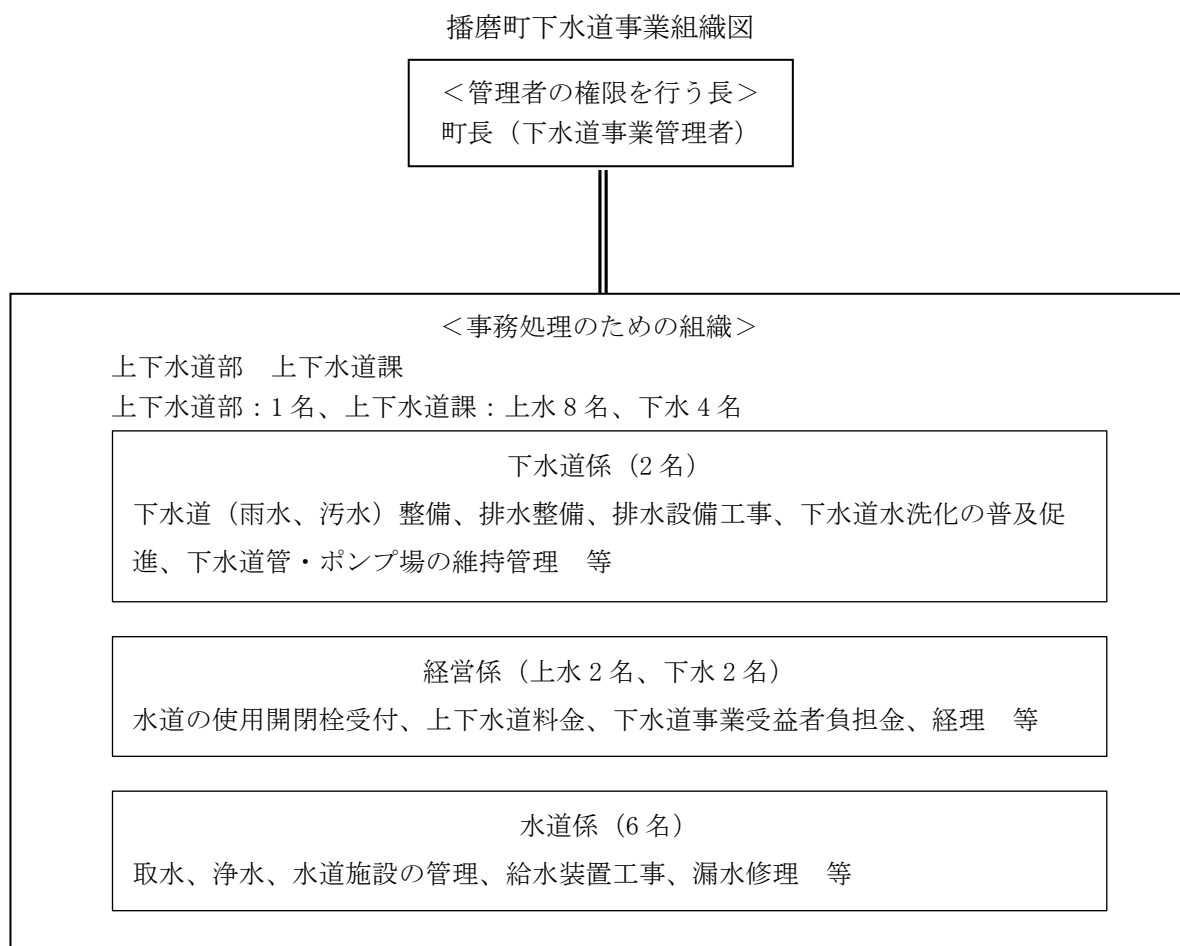 播磨町下水道事業組織図
＜管理者の権限を行う長＞
町長（下水道事業管理者）
＜事務処理のための組織＞
上下水道部　上下水道課
上下水道部：1名、上下水道課：上水8名、下水4名
下水道係（2名）
下水道（雨水、汚水）整備、排水整備、排水設備工事、下水道水洗化の普及促
進、下水道管・ポンプ場の維持管理　等
経営係（上水2名、下水2名）
水道の使用開閉栓受付、上下水道料金、下水道事業受益者負担金、経理　等
水道係（6名）
取水、浄水、水道施設の管理、給水装置工事、漏水修理　等